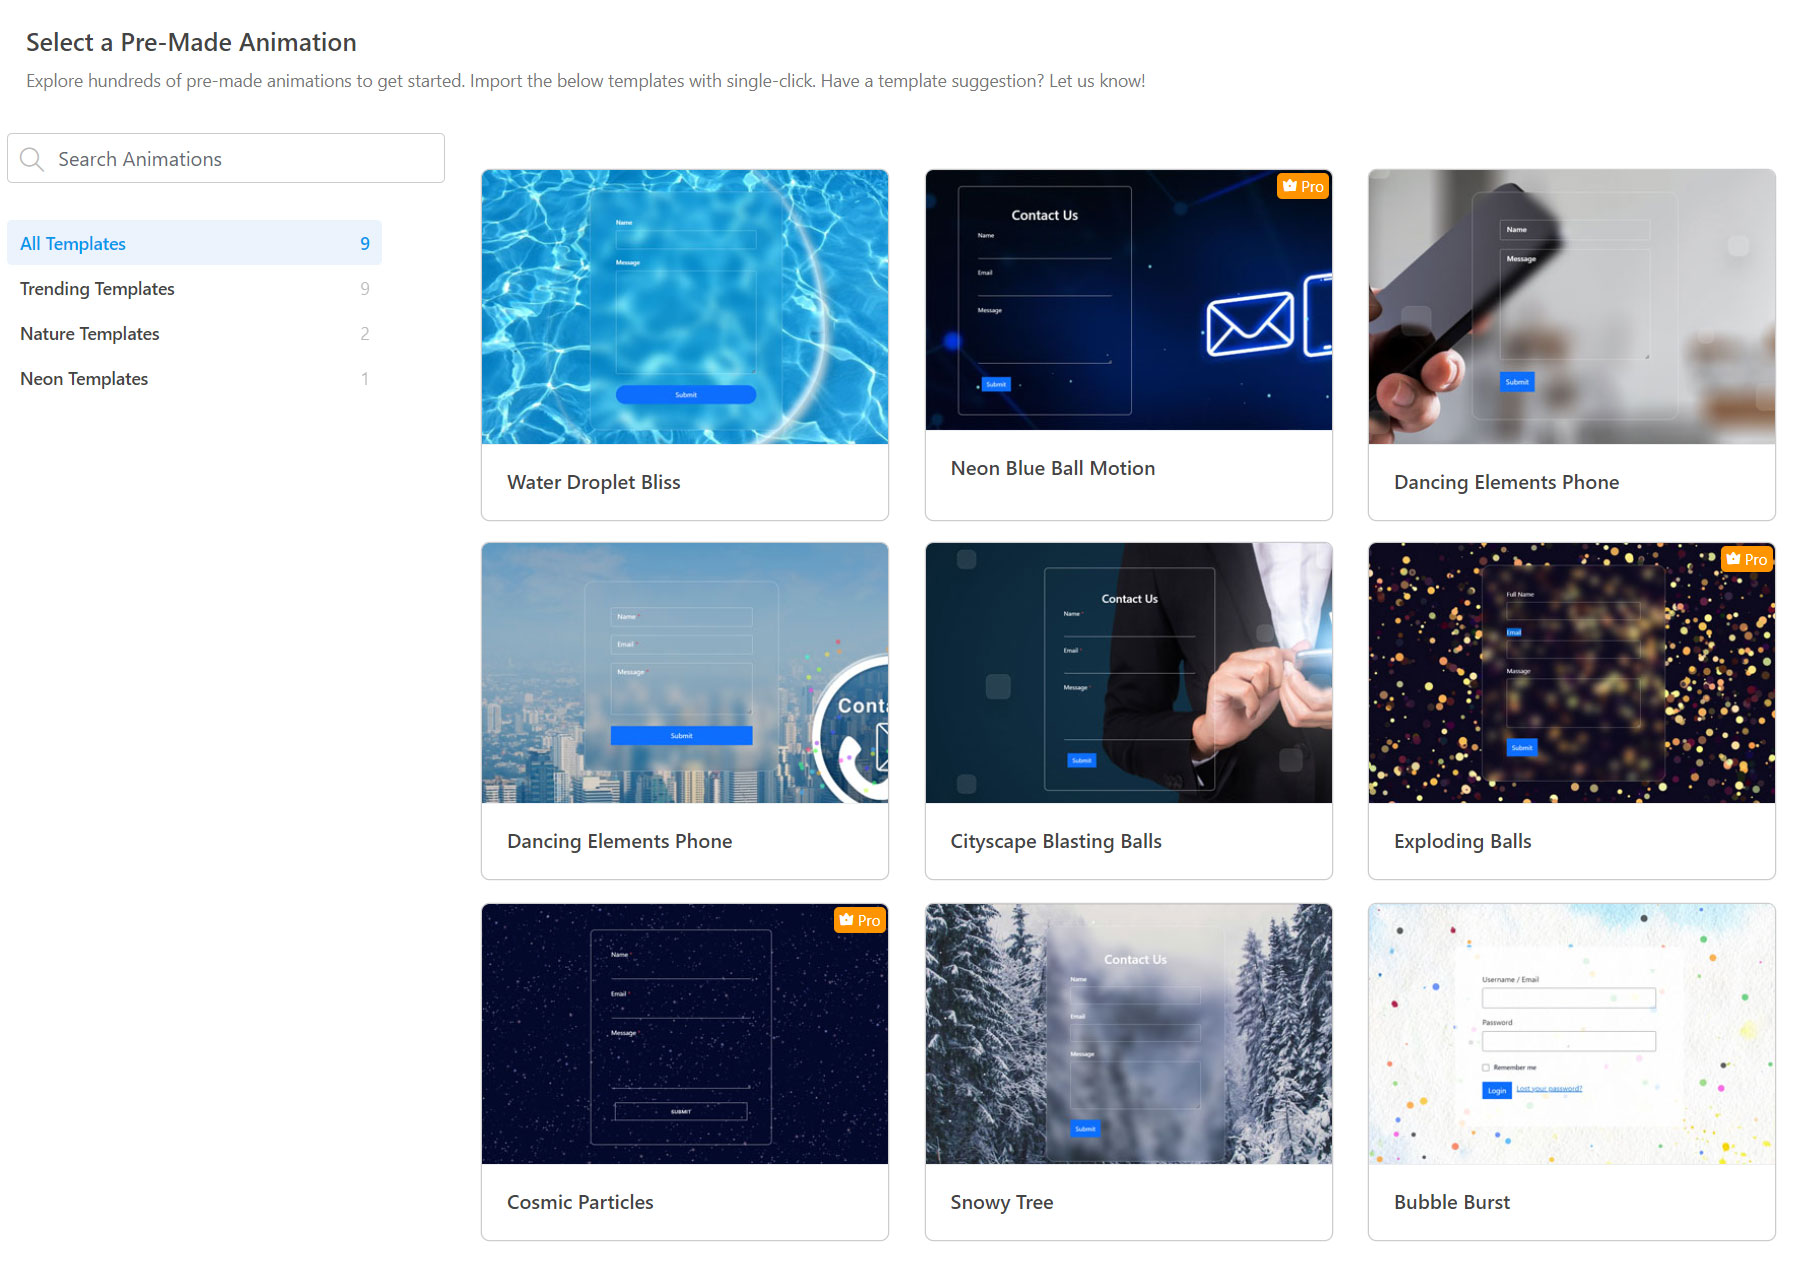 Select a Pre-Made Animation
Explore hundreds of pre-made animations to get started. Import the below templates with single-click. Have a template suggestion? Let us know!
Search Animations
All Templates 9
Trending Templates 9
Nature Templates 2
Neon Templates 1
Name
Message
Submit
Water Droplet Bliss
Pro
Contact Us
Name
Email
Message
Submit
Neon Blue Ball Motion
Name
Message
Submit
Dancing Elements Phone
Name
Email
Message *
Submit
Conta
Dancing Elements Phone
Contact Us
Name *
Email *
Message
Submit
Cityscape Blasting Balls
Pro
Full Name
Email
Massage
Submit
Exploding Balls
Pro
Name
Email
Message
SUBMIT
Cosmic Particles
Contact Us
Name
Email
Message
Submit
Snowy Tree
Username / Email
Password
Remember me
Login Lost your password?
Bubble Burst